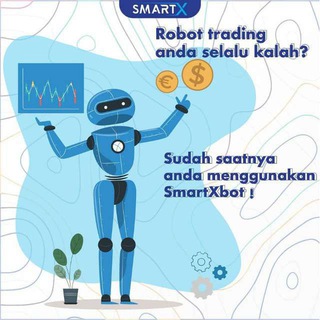 SMARTX
Robot trading
anda selalu kalah?
€ $
Sudah saatnya
anda menggunakan
SmartXbot !